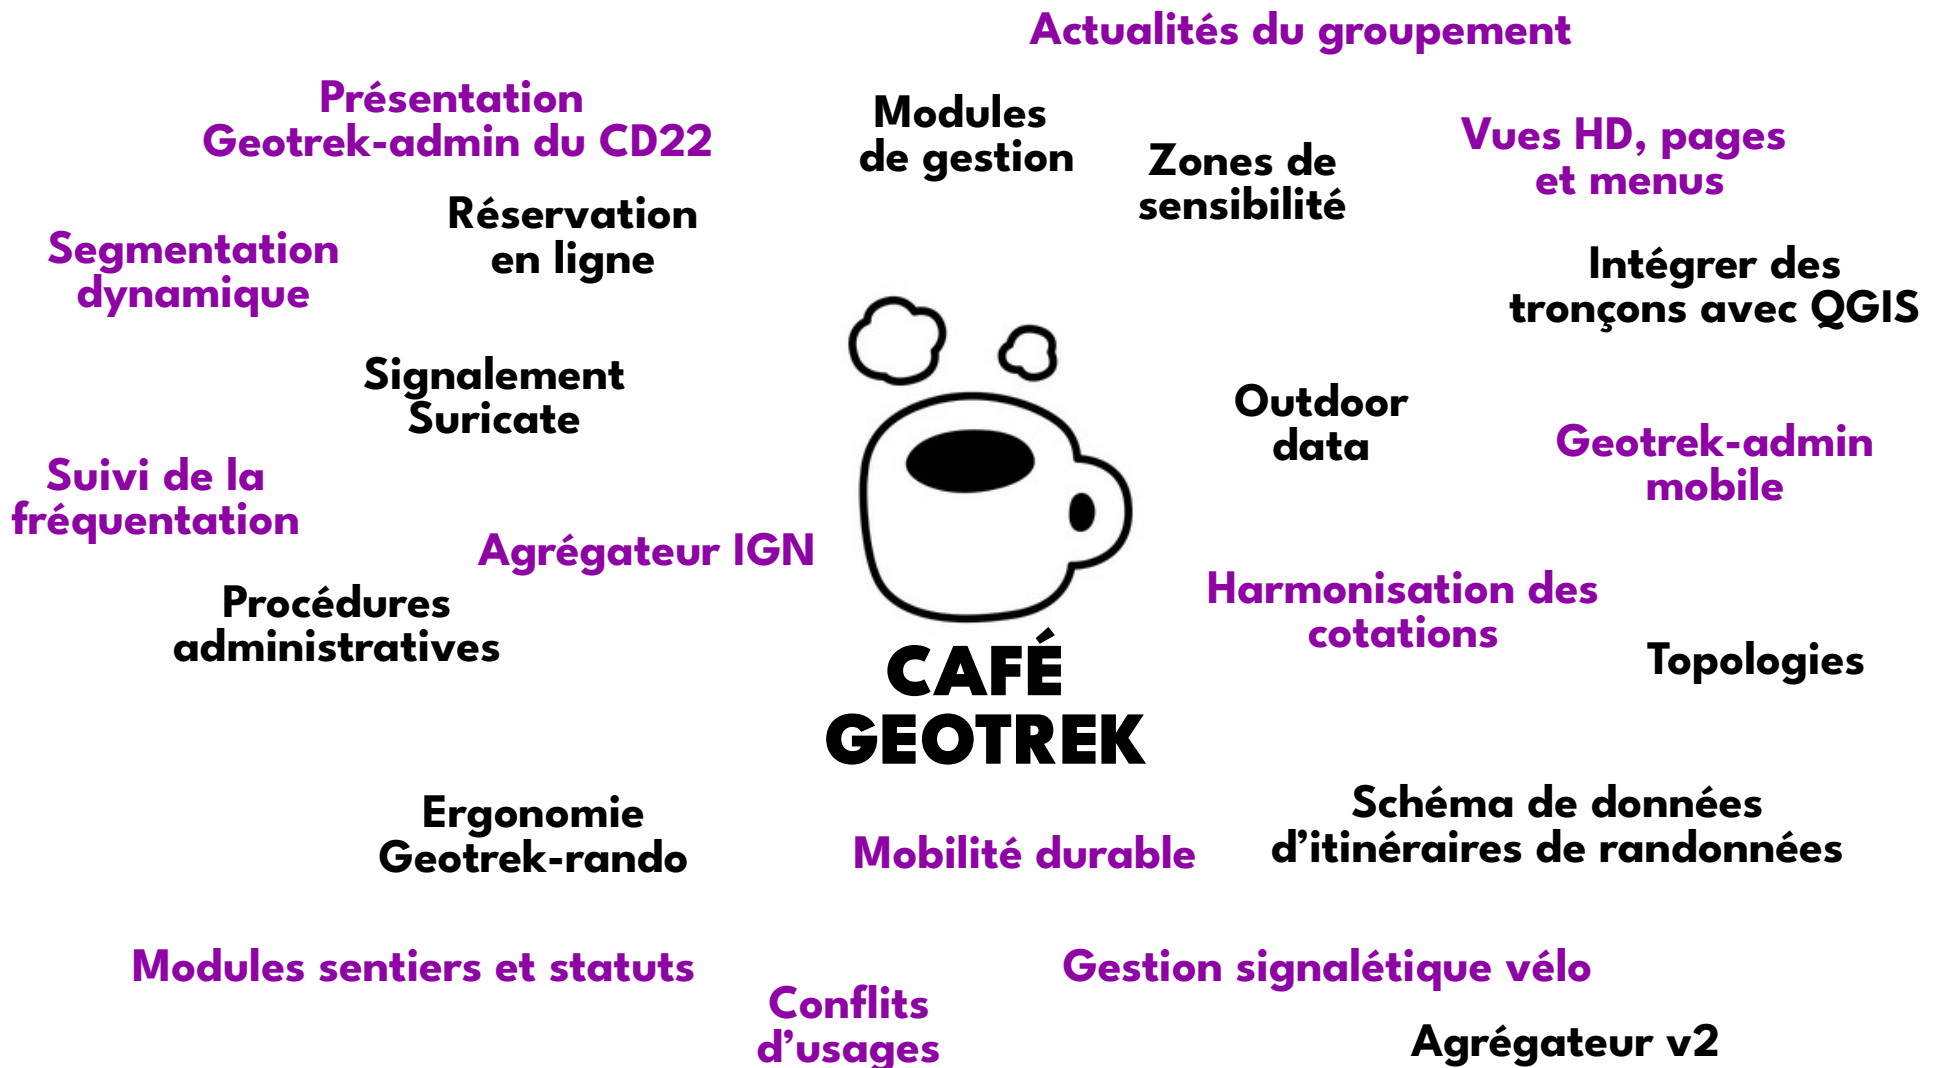 Actualités du groupement
Présentation
Geotrek-admin du CD22
Modules
de gestion
Zones de
sensibilité
Vues HD, pages
et menus
Réservation
en ligne
Segmentation
dynamique
Intégrer des
tronçons avec QGIS
Signalement
Suricate
Outdoor
data
Geotrek-admin
mobile
Suivi de la
fréquentation
Agrégateur IGN
Procédures
administratives
Harmonisation des
cotations
Topologies
CAFÉ
GEOTREK
Ergonomie
Geotrek-rando
Mobilité durable
Schéma de données
d’itinéraires de randonnées
Modules sentiers et statuts
Gestion signalétique vélo
Conflits
d’usages
Agrégateur v2